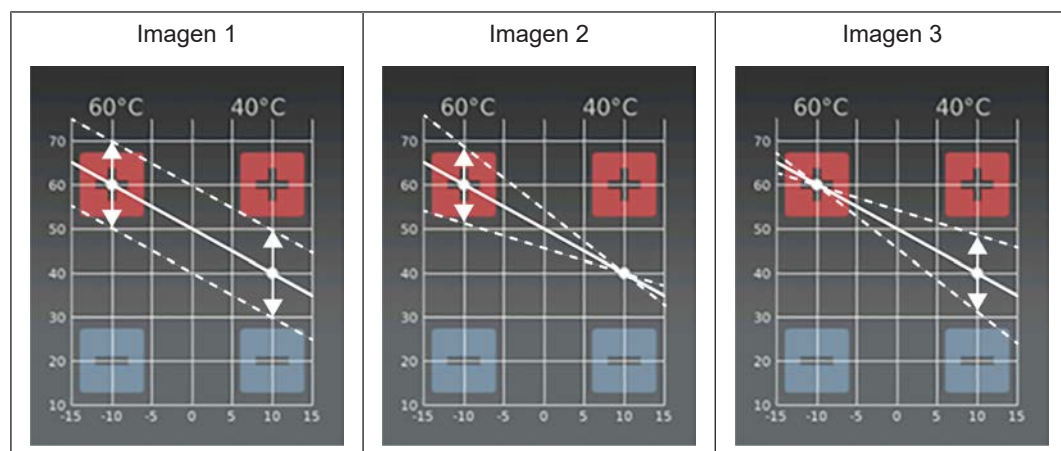 Imagen 1 Imagen 2 Imagen 3
60°C 40°C 60°C 40°C 60°C 40°C
70 70 70
60 + + 60 + + 60 + +
50 50 50
40 40 40
30 30 30
20 − − 20 − − 20 − −
10 10 10
-15 -10 -5 0 5 10 15 -15 -10 -5 0 5 10 15 -15 -10 -5 0 5 10 15